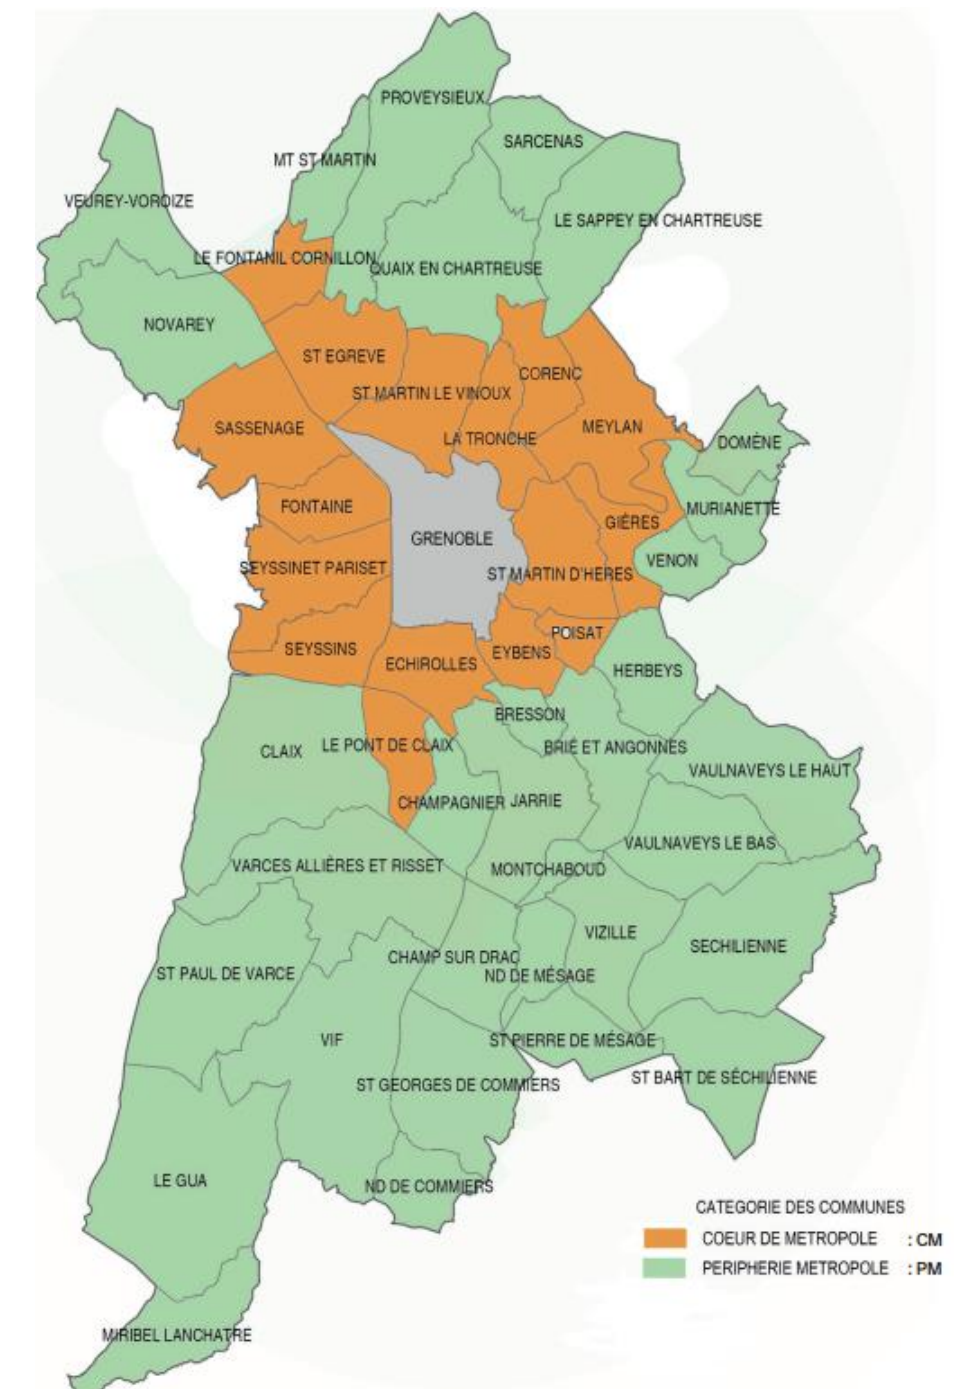 PROVEYSIEUX
SARCENAS
MT ST MARTIN
VEUREY-VOROIZE
LE SAPPEY EN CHARTREUSE
LE FONTANIL CORNILLON
QUAIX EN CHARTREUSE
NOVAREY
ST EGREVE
CORENC
ST MARTIN LE VINOUX
SASSENAGE
MEYLAN
LA TRONCHE
DOMÈNE
FONTAINE
MURIANETTE
GIÈRES
GRENOBLE
VENON
SEYSSINET PARISET
ST MARTIN D'HERES
POISAT
SEYSSINS
EYBENS
ECHIROLLES
HERBEYS
BRESSON
LE PONT DE CLAIX
BRIÉ ET ANGONNES
CLAIX
VAULNAVEYS LE HAUT
CHAMPAGNIER
JARRIE
VAULNAVEYS LE BAS
VARCES ALLIÈRES ET RISSET
MONTCHABOUD
VIZILLE
SECHILIENNE
CHAMP SUR DRAC
ST PAUL DE VARCE
ND DE MÉSAGE
VIF
ST PIERRE DE MÉSAGE
ST BART DE SÉCHILIENNE
ST GEORGES DE COMMIERS
LE GUA
ND DE COMMIERS
CATEGORIE DES COMMUNES
COEUR DE METROPOLE : CM
PERIPHERIE METROPOLE : PM
MIRIBEL LANCHATRE